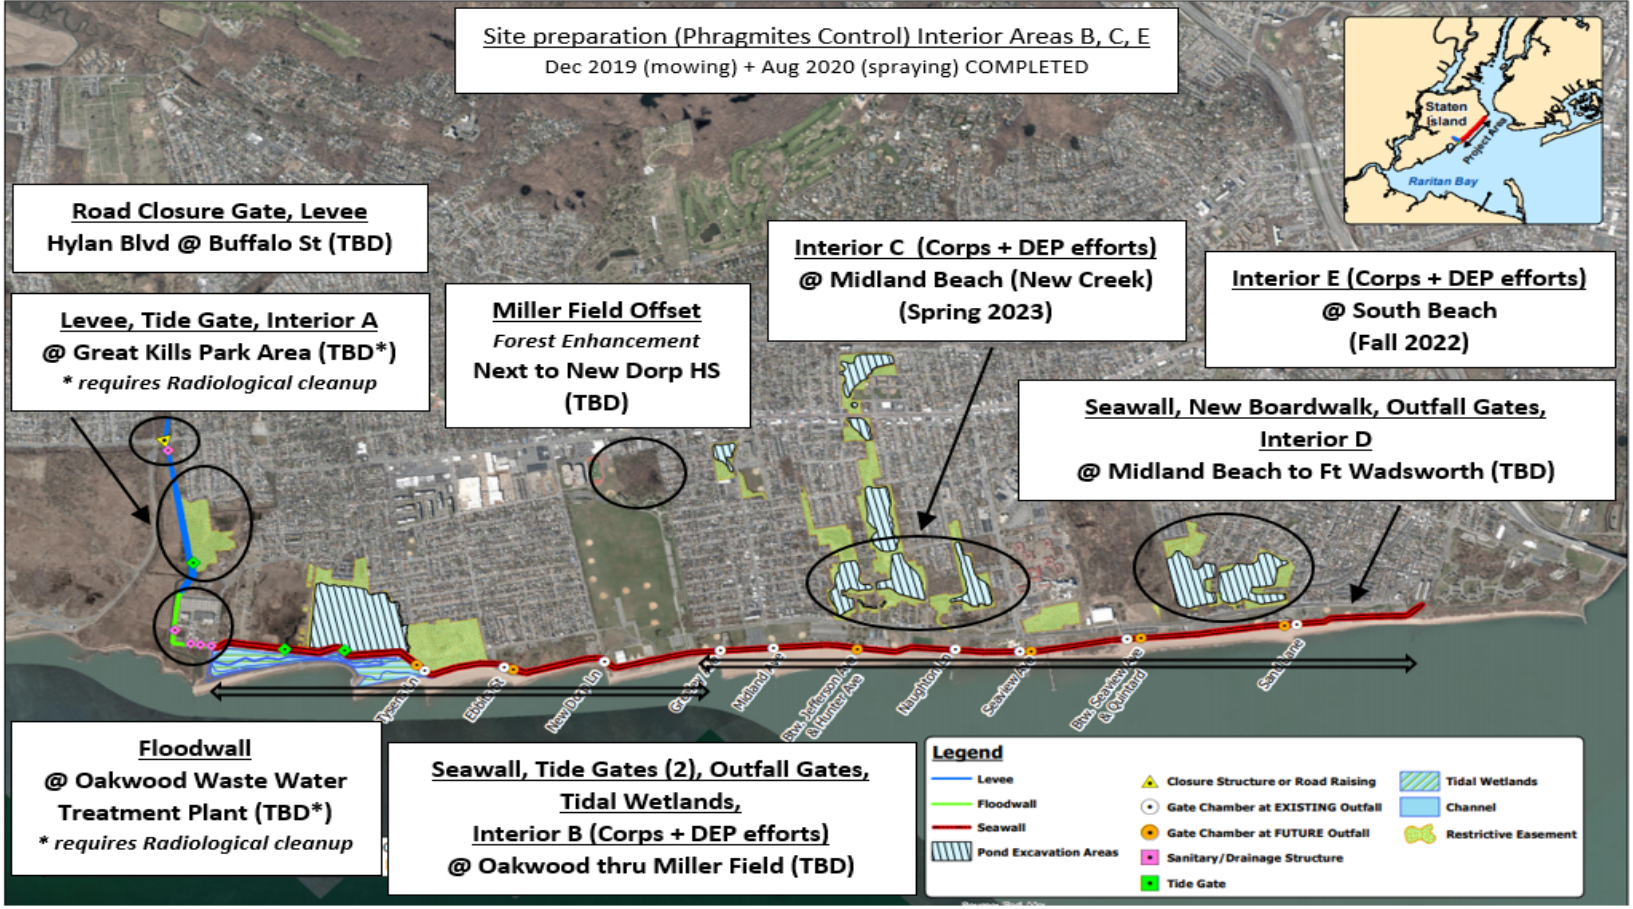 Site preparation (Phragmites Control) Interior Areas B, C, E
Dec 2019 (mowing) + Aug 2020 (spraying) COMPLETED
Staten
Island
Project Area
Raritan Bay
Road Closure Gate, Levee
Hylan Blvd @ Buffalo St (TBD)
Levee, Tide Gate, Interior A
@ Great Kills Park Area (TBD*)
* requires Radiological cleanup
Miller Field Offset
Forest Enhancement
Next to New Dorp HS
(TBD)
Interior C (Corps + DEP efforts)
@ Midland Beach (New Creek)
(Spring 2023)
Interior E (Corps + DEP efforts)
@ South Beach
(Fall 2022)
Seawall, New Boardwalk, Outfall Gates,
Interior D
@ Midland Beach to Ft Wadsworth (TBD)
Tysens Ln
Ebbits St
New Dorp Ln
Greeley Ave
Midland Ave
Btw. Jefferson Ave
& Hunter Ave
Naughton Ln
Seaview Ave
Btw. Seaview Ave
& Quintard
Sand Lane
Floodwall
@ Oakwood Waste Water
Treatment Plant (TBD*)
* requires Radiological cleanup
Seawall, Tide Gates (2), Outfall Gates,
Tidal Wetlands,
Interior B (Corps + DEP efforts)
@ Oakwood thru Miller Field (TBD)
Legend
Levee
Floodwall
Seawall
Pond Excavation Areas
Closure Structure or Road Raising
Gate Chamber at EXISTING Outfall
Gate Chamber at FUTURE Outfall
Sanitary/Drainage Structure
Tide Gate
Tidal Wetlands
Channel
Restrictive Easement